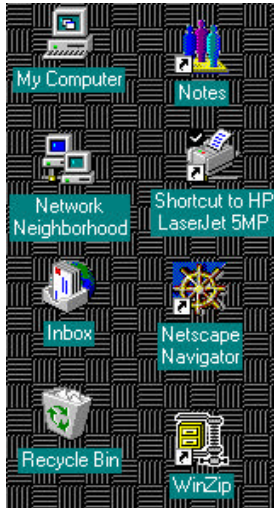 My Computer
Notes
Network
Neighborhood
Shortcut to HP
LaserJet 5MP
Inbox
Netscape
Navigator
Recycle Bin
WinZip